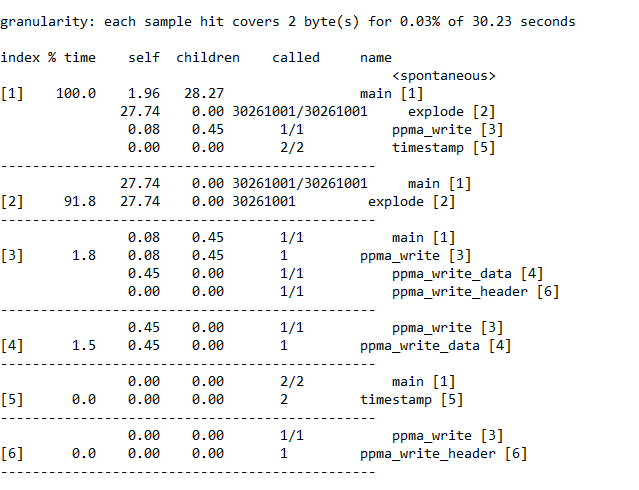 granularity: each sample hit covers 2 byte(s) for 0.03% of 30.23 seconds
index % time    self  children    called     name
                                                 <spontaneous>
[1]    100.0    1.96   28.27                 main [1]
               27.74    0.00 30261001/30261001     explode [2]
                0.08    0.45       1/1           ppma_write [3]
                0.00    0.00       2/2           timestamp [5]
-----------------------------------------------
               27.74    0.00 30261001/30261001     main [1]
[2]     91.8   27.74    0.00 30261001         explode [2]
-----------------------------------------------
                0.08    0.45       1/1           main [1]
[3]      1.8    0.08    0.45       1         ppma_write [3]
                0.45    0.00       1/1           ppma_write_data [4]
                0.00    0.00       1/1           ppma_write_header [6]
-----------------------------------------------
                0.45    0.00       1/1           ppma_write [3]
[4]      1.5    0.45    0.00       1         ppma_write_data [4]
-----------------------------------------------
                0.00    0.00       2/2           main [1]
[5]      0.0    0.00    0.00       2         timestamp [5]
-----------------------------------------------
                0.00    0.00       1/1           ppma_write [3]
[6]      0.0    0.00    0.00       1         ppma_write_header [6]
-----------------------------------------------